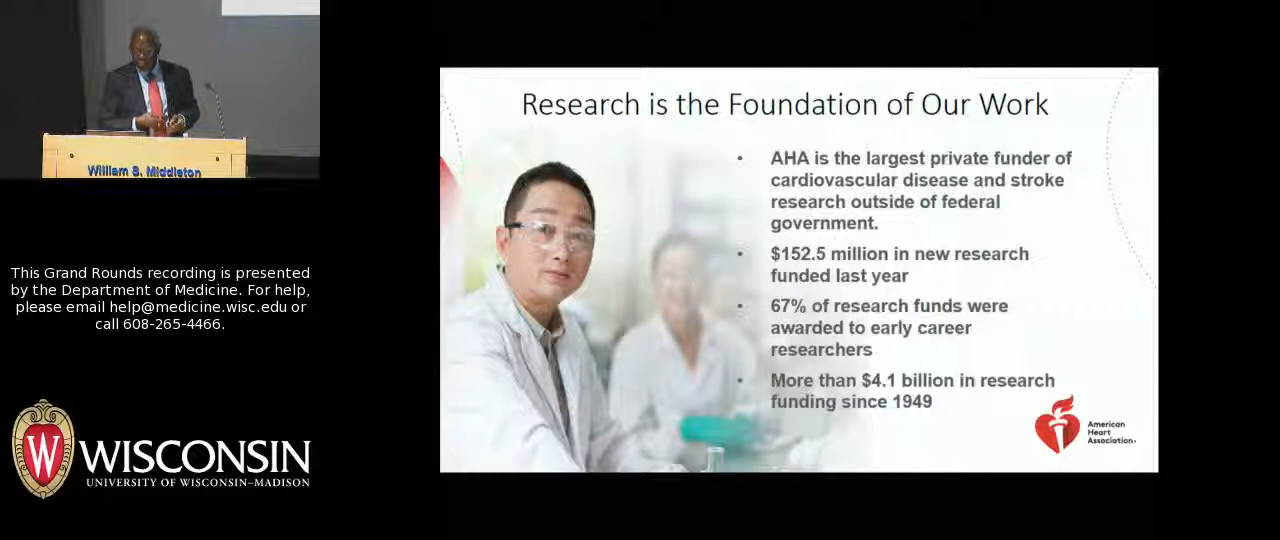 William S. Middleton
This Grand Rounds recording is presented
by the Department of Medicine. For help,
please email help@medicine.wisc.edu or
call 608-265-4466.
W
WISCONSIN
UNIVERSITY OF WISCONSIN–MADISON
Research is the Foundation of Our Work
• AHA is the largest private funder of
cardiovascular disease and stroke
research outside of federal
government.
• $152.5 million in new research
funded last year
• 67% of research funds were
awarded to early career
researchers
• More than $4.1 billion in research
funding since 1949
American
Heart
Association.